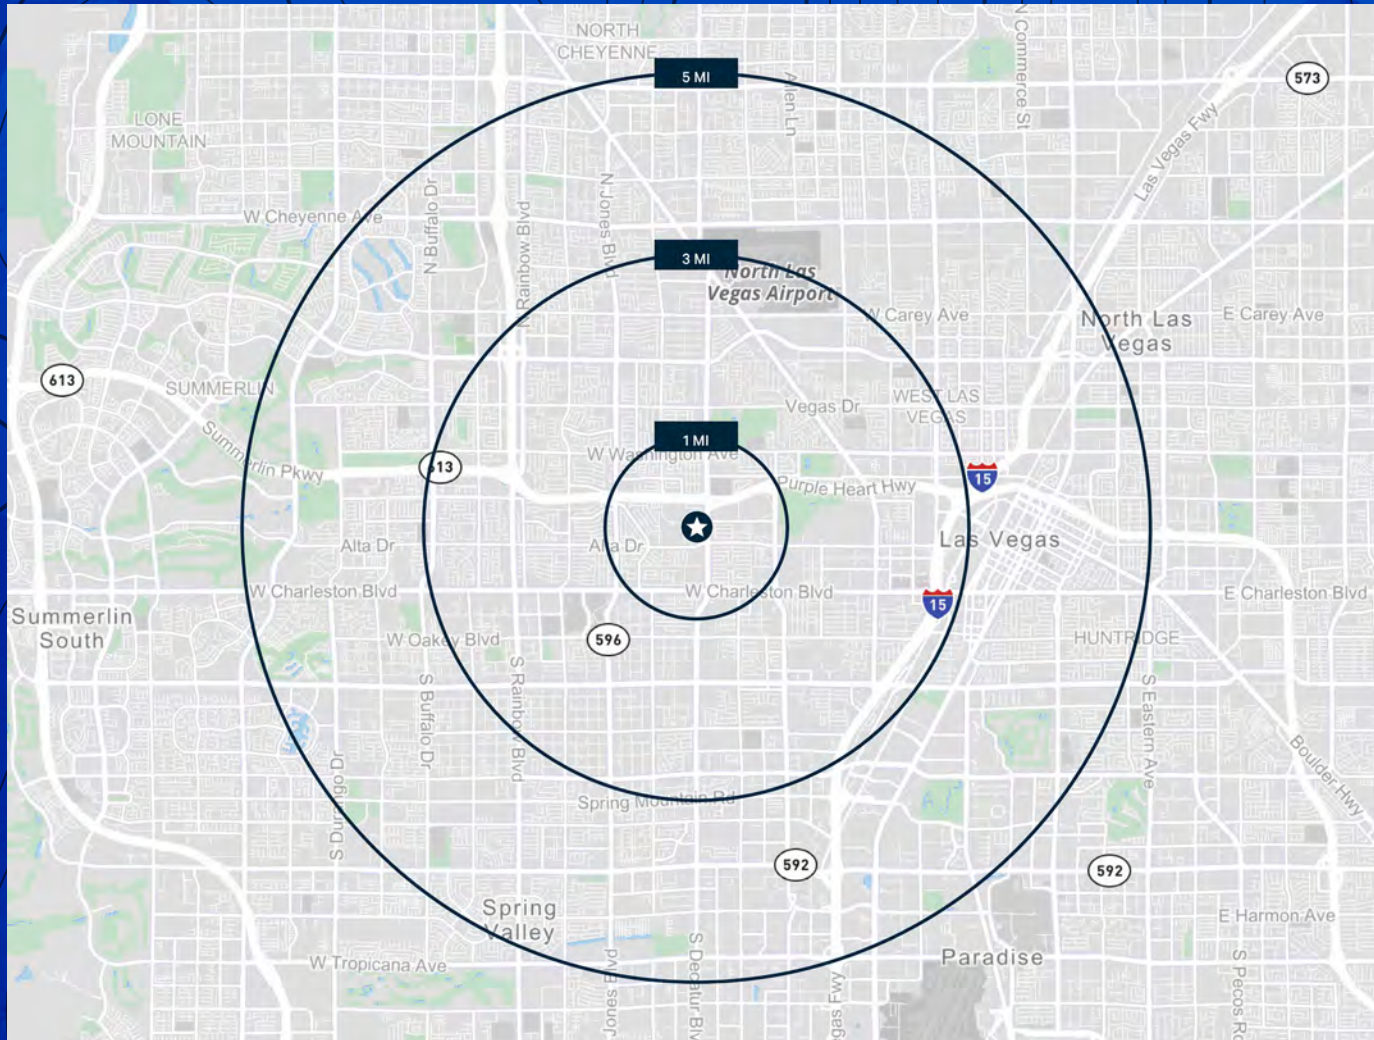 NORTH
CHEYENNE
N Commerce St
5 MI
573
Allen Ln
Las Vegas Fwy
LONE
MOUNTAIN
W Cheyenne Ave
N Buffalo Dr
N Rainbow Blvd
N Jones Blvd
3 MI
North Las
Vegas Airport
W Carey Ave
North Las
Vegas
E Carey Ave
613
SUMMERLIN
Vegas Dr
WEST LAS
VEGAS
1 MI
Summerlin Pkwy
613
W Washington Ave
Purple Heart Hwy
15
Alta Dr
Alta Dr
Las Vegas
W Charleston Blvd
W Charleston Blvd
15
E Charleston Blvd
Summerlin
South
W Oakey Blvd
596
HUNTRIDGE
S Buffalo Dr
S Rainbow Blvd
S Eastern Ave
Boulder Hwy
S Durango Dr
Spring Mountain Rd
592
592
Spring
Valley
E Harmon Ave
W Tropicana Ave
Jones Blvd
S Decatur Blv
gas Fwy
Paradise
S Pecos Rd